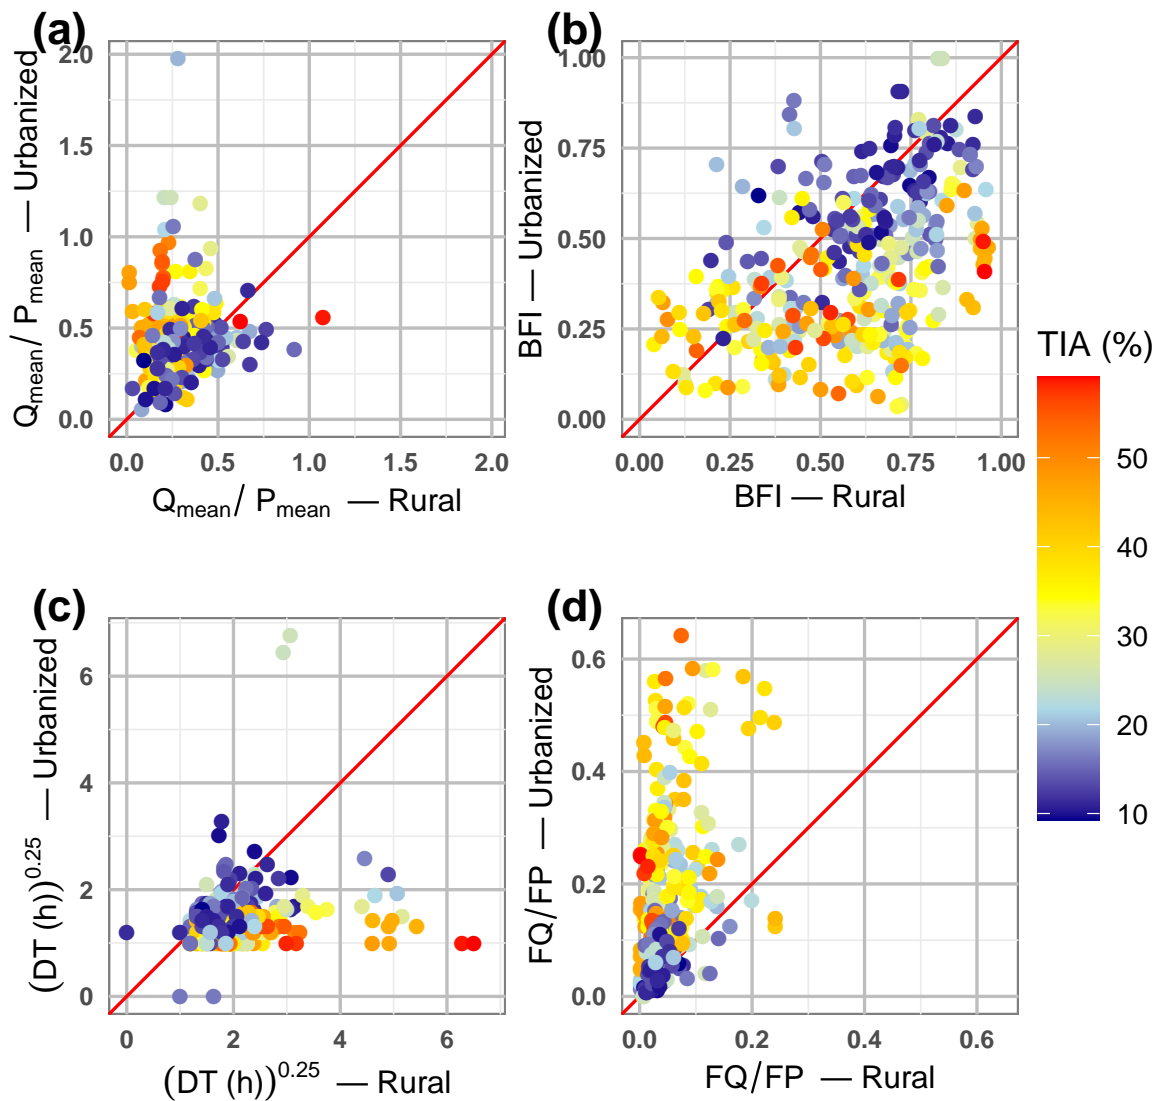 (a)
Q_mean / P_mean — Urbanized
2.0
1.5
1.0
0.5
0.0
0.0 0.5 1.0 1.5 2.0
Q_mean / P_mean — Rural
(b)
BFI — Urbanized
1.00
0.75
0.50
0.25
0.00
0.00 0.25 0.50 0.75 1.00
BFI — Rural
(c)
(DT (h))^0.25 — Urbanized
6
4
2
0
0 2 4 6
(DT (h))^0.25 — Rural
(d)
FQ/FP — Urbanized
0.6
0.4
0.2
0.0
0.0 0.2 0.4 0.6
FQ/FP — Rural
TIA (%)
50
40
30
20
10